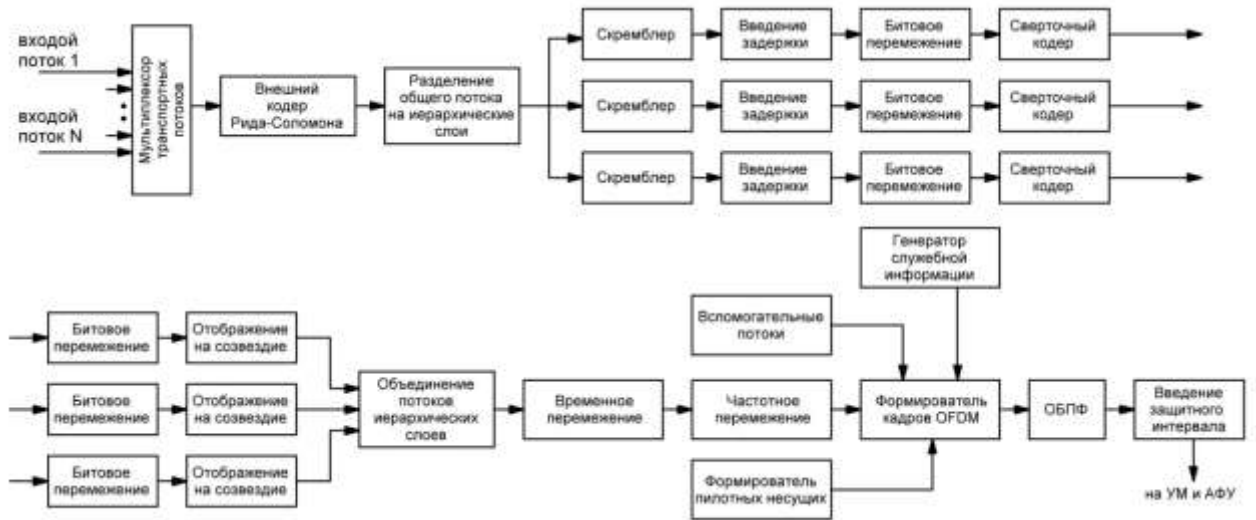 входой
поток 1
входой
поток N
Мультиплексор
транспортных
потоков
Внешний
кодер
Рида-Соломона
Разделение
общего потока
на иерархические
слои
Скремблер
Введение
задержки
Битовое
перемежение
Сверточный
кодер
Скремблер
Введение
задержки
Битовое
перемежение
Сверточный
кодер
Скремблер
Введение
задержки
Битовое
перемежение
Сверточный
кодер
Генератор
служебной
информации
Вспомогательные
потоки
Битовое
перемежение
Отображение
на созвездие
Битовое
перемежение
Отображение
на созвездие
Битовое
перемежение
Отображение
на созвездие
Объединение
потоков
иерархических
слоев
Временное
перемежение
Частотное
перемежение
Формирователь
кадров OFDM
ОБПФ
Введение
защитного
интервала
Формирователь
пилотных несущих
на УМ и АФУ